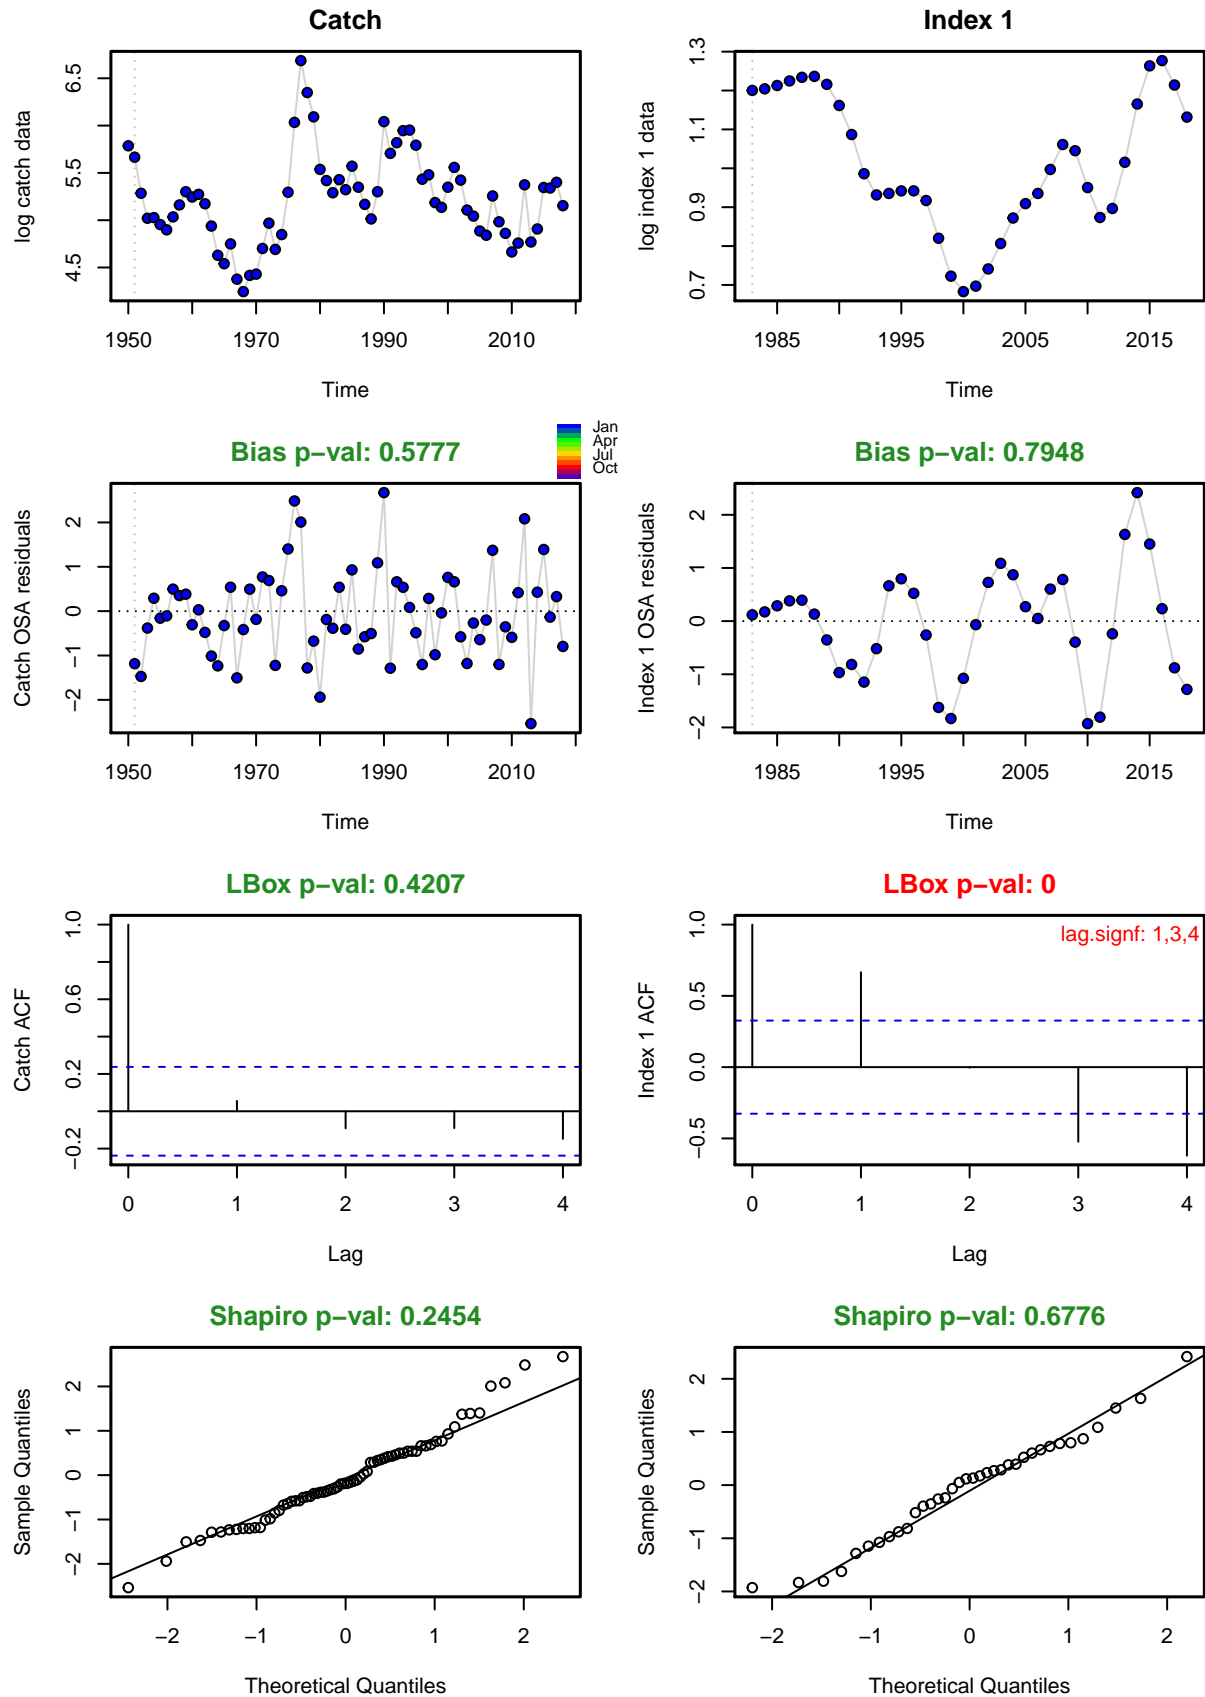 Catch
log catch data
6.5
5.5
4.5
1950 1970 1990 2010
Time
Index 1
log index 1 data
1.3
1.1
0.9
0.7
1985 1995 2005 2015
Time
Bias p−val: 0.5777
Jan
Apr
Jul
Oct
Catch OSA residuals
2
1
0
−1
−2
1950 1970 1990 2010
Time
Bias p−val: 0.7948
Index 1 OSA residuals
2
1
0
−1
−2
1985 1995 2005 2015
Time
LBox p−val: 0.4207
Catch ACF
1.0
0.6
0.2
−0.2
0 1 2 3 4
Lag
LBox p−val: 0
lag.signf: 1,3,4
Index 1 ACF
1.0
0.5
0.0
−0.5
0 1 2 3 4
Lag
Shapiro p−val: 0.2454
Sample Quantiles
2
1
0
−1
−2
−2 −1 0 1 2
Theoretical Quantiles
Shapiro p−val: 0.6776
Sample Quantiles
2
1
0
−1
−2
−2 −1 0 1 2
Theoretical Quantiles